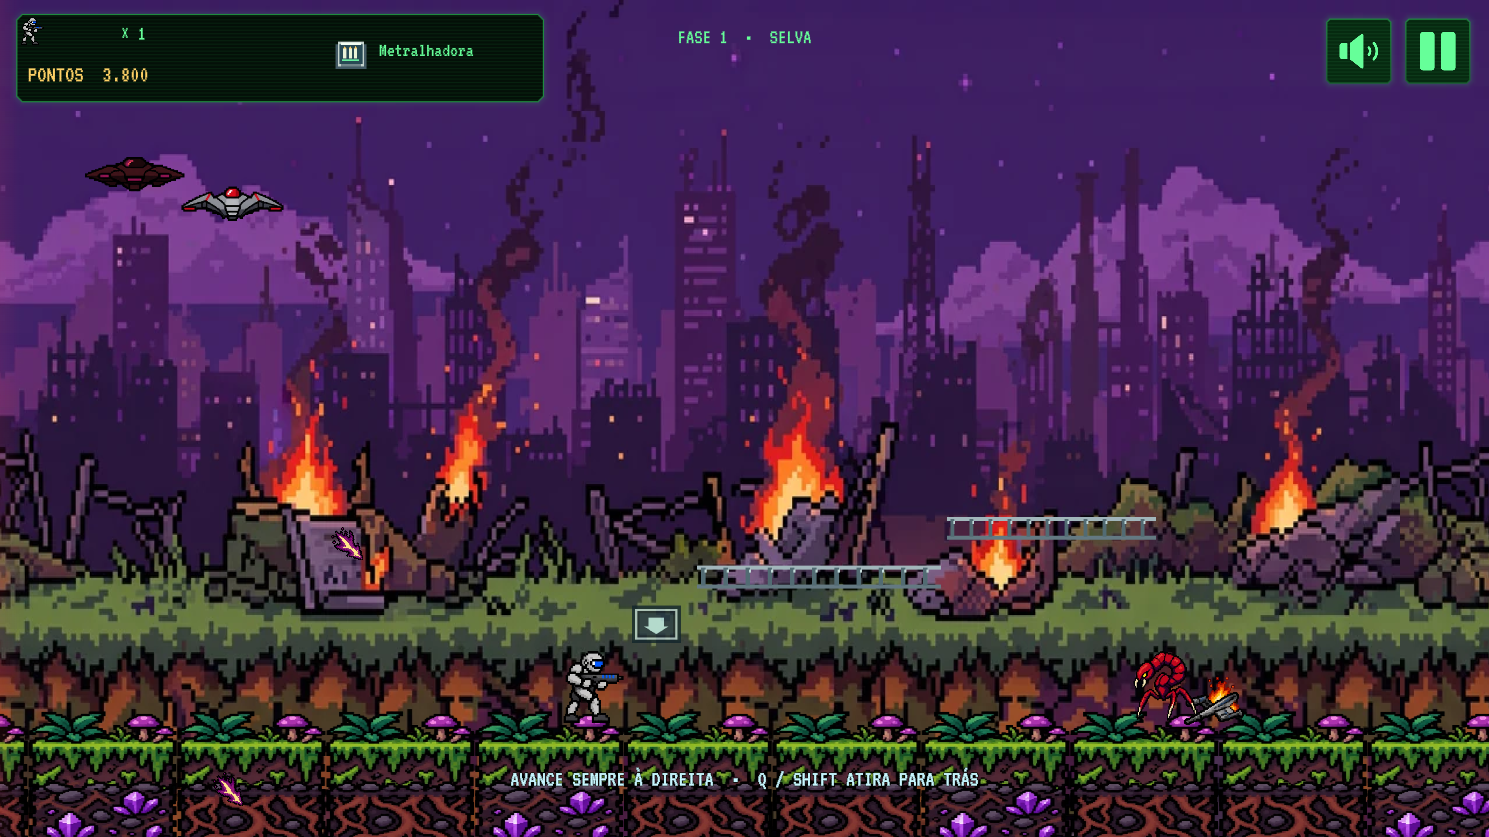 X 1
Metralhadora
PONTOS 3.800
FASE 1 · SELVA
AVANCE SEMPRE À DIREITA · Q / SHIFT ATIRA PARA TRÁS